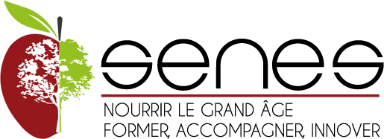 senes
NOURRIR LE GRAND ÂGE
FORMER, ACCOMPAGNER, INNOVER